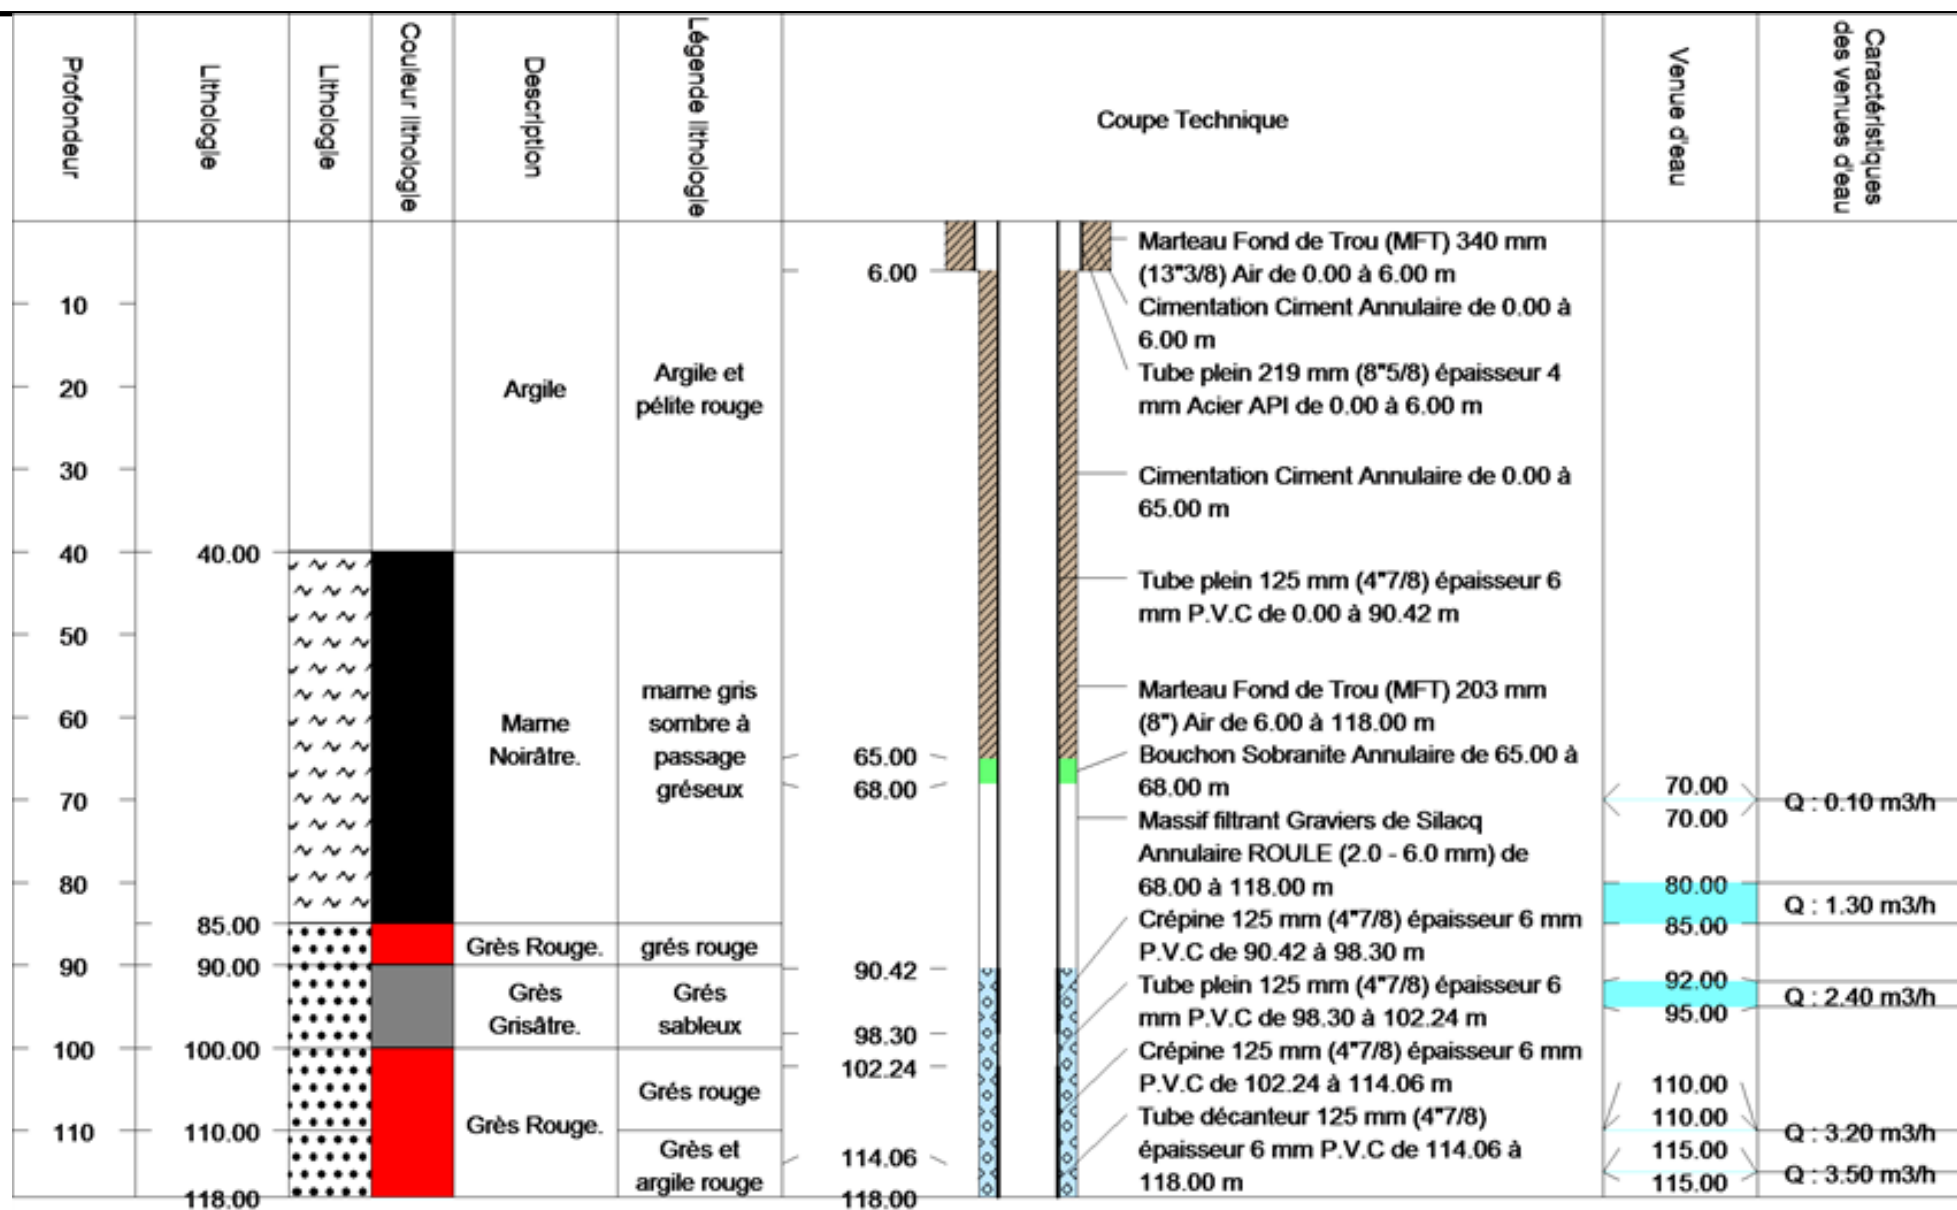 Profondeur
Lithologie
Lithologie
Couleur lithologie
Description
Légende lithologie
Coupe Technique
Venue d'eau
Caractéristiques
des venues d'eau
10
20
30
40
50
60
70
80
90
100
110
40.00
85.00
90.00
100.00
110.00
118.00
Argile
Marne
Noirâtre.
Grès Rouge.
Grès
Grisâtre.
Grès Rouge.
Argile et
pélite rouge
marne gris
sombre à
passage
gréseux
grés rouge
Grés
sableux
Grés rouge
Grès et
argile rouge
6.00
65.00
68.00
90.42
98.30
102.24
114.06
118.00
Marteau Fond de Trou (MFT) 340 mm
(13"3/8) Air de 0.00 à 6.00 m
Cimentation Ciment Annulaire de 0.00 à
6.00 m
Tube plein 219 mm (8"5/8) épaisseur 4
mm Acier API de 0.00 à 6.00 m
Cimentation Ciment Annulaire de 0.00 à
65.00 m
Tube plein 125 mm (4"7/8) épaisseur 6
mm P.V.C de 0.00 à 90.42 m
Marteau Fond de Trou (MFT) 203 mm
(8") Air de 6.00 à 118.00 m
Bouchon Sobranite Annulaire de 65.00 à
68.00 m
Massif filtrant Graviers de Silacq
Annulaire ROULE (2.0 - 6.0 mm) de
68.00 à 118.00 m
Crépine 125 mm (4"7/8) épaisseur 6 mm
P.V.C de 90.42 à 98.30 m
Tube plein 125 mm (4"7/8) épaisseur 6
mm P.V.C de 98.30 à 102.24 m
Crépine 125 mm (4"7/8) épaisseur 6 mm
P.V.C de 102.24 à 114.06 m
Tube décanteur 125 mm (4"7/8)
épaisseur 6 mm P.V.C de 114.06 à
118.00 m
70.00
70.00
80.00
85.00
92.00
95.00
110.00
110.00
115.00
115.00
Q : 0.10 m3/h
Q : 1.30 m3/h
Q : 2.40 m3/h
Q : 3.20 m3/h
Q : 3.50 m3/h